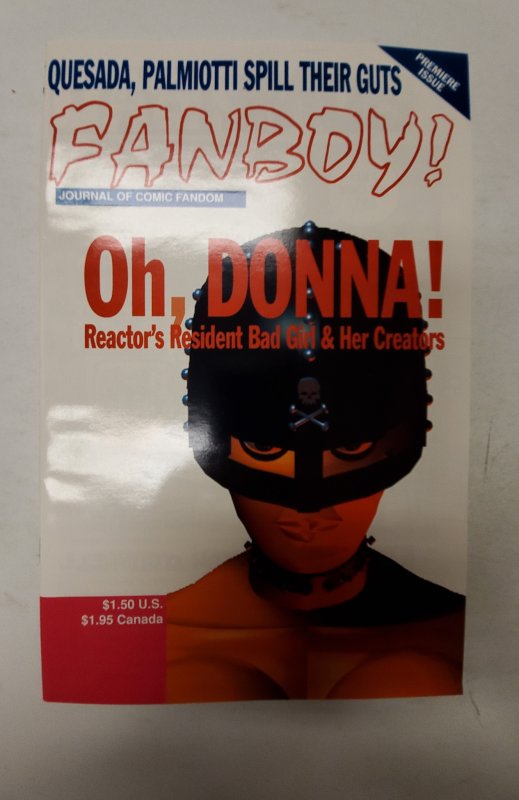 QUESADA, PALMIOTTI SPILL THEIR GUTS
PREMIERE
ISSUE
FANBOY!
JOURNAL OF COMIC FANDOM
Oh, DONNA!
Reactor's Resident Bad Girl & Her Creators
$1.50 U.S.
$1.95 Canada